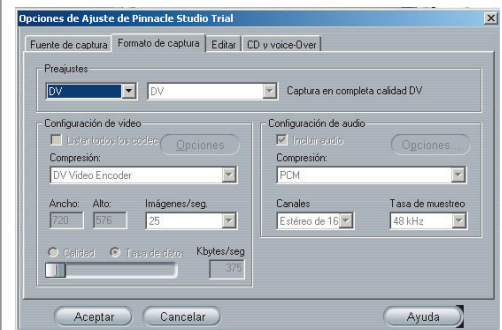 Opciones de Ajuste de Pinnacle Studio Trial
Fuente de captura Formato de captura Editar CD y voice-Over
Preajustes
DV DV Captura en completa calidad DV
Configuración de video
Listar todos los codec Opciones
Compresión:
DV Video Encoder
Ancho: Alto: Imágenes/seg.
720 576 25
Calidad Tasa de datos Kbytes/seg
375
Configuración de audio
Incluir audio Opciones...
Compresión:
PCM
Canales Tasa de muestreo
Estéreo de 16 48 kHz
Aceptar Cancelar Ayuda